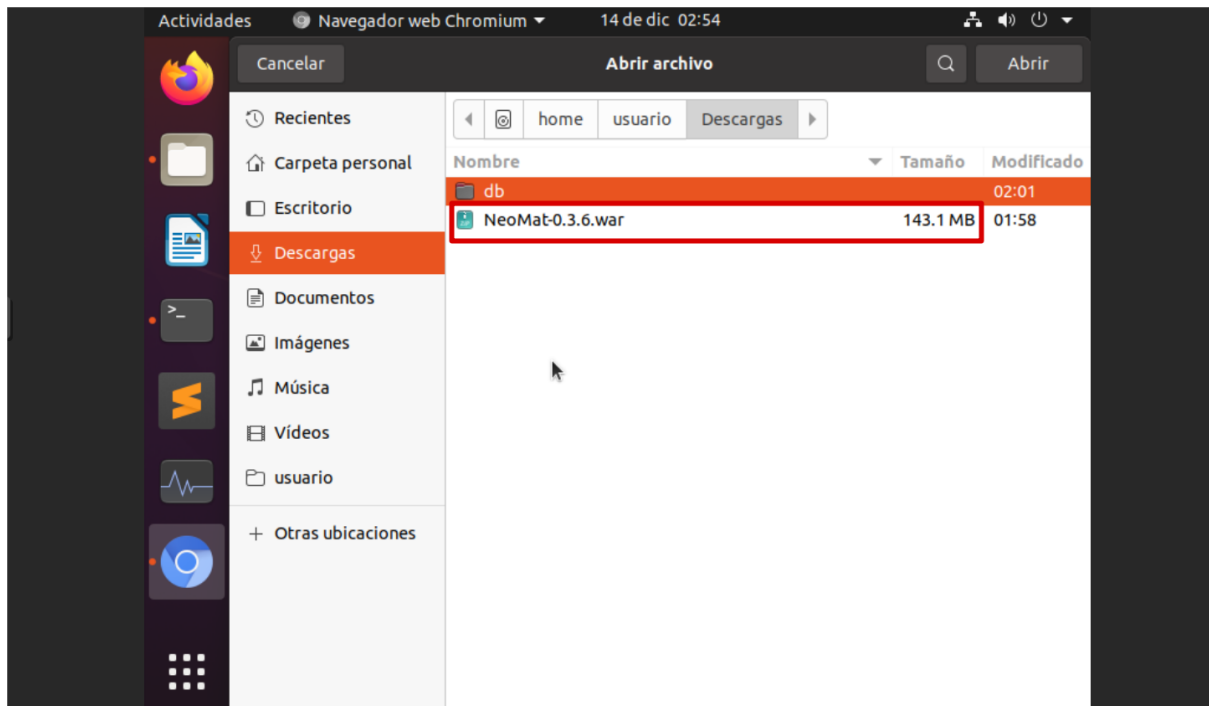 Actividades Navegador web Chromium 14 de dic 02:54
Cancelar Abrir archivo Abrir
Recientes
home usuario Descargas
Carpeta personal
Nombre Tamaño Modificado
db 02:01
Escritorio
NeoMat-0.3.6.war 143.1 MB 01:58
Descargas
Documentos
Imágenes
Música
Vídeos
usuario
+ Otras ubicaciones